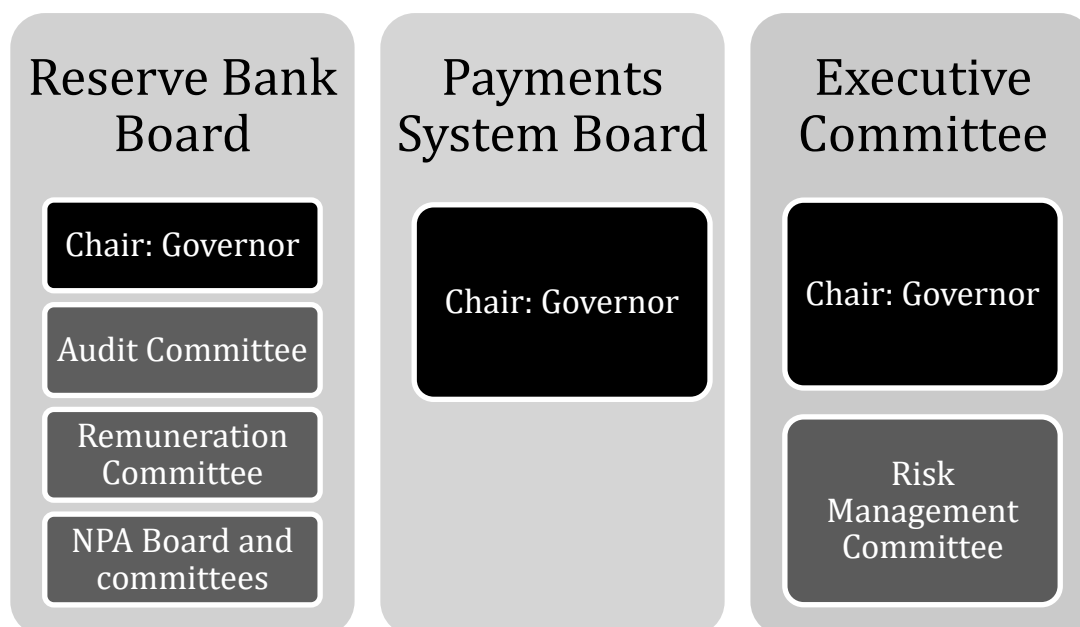 Reserve Bank
Board
Chair: Governor
Audit Committee
Remuneration
Committee
NPA Board and
committees
Payments
System Board
Chair: Governor
Executive
Committee
Chair: Governor
Risk
Management
Committee